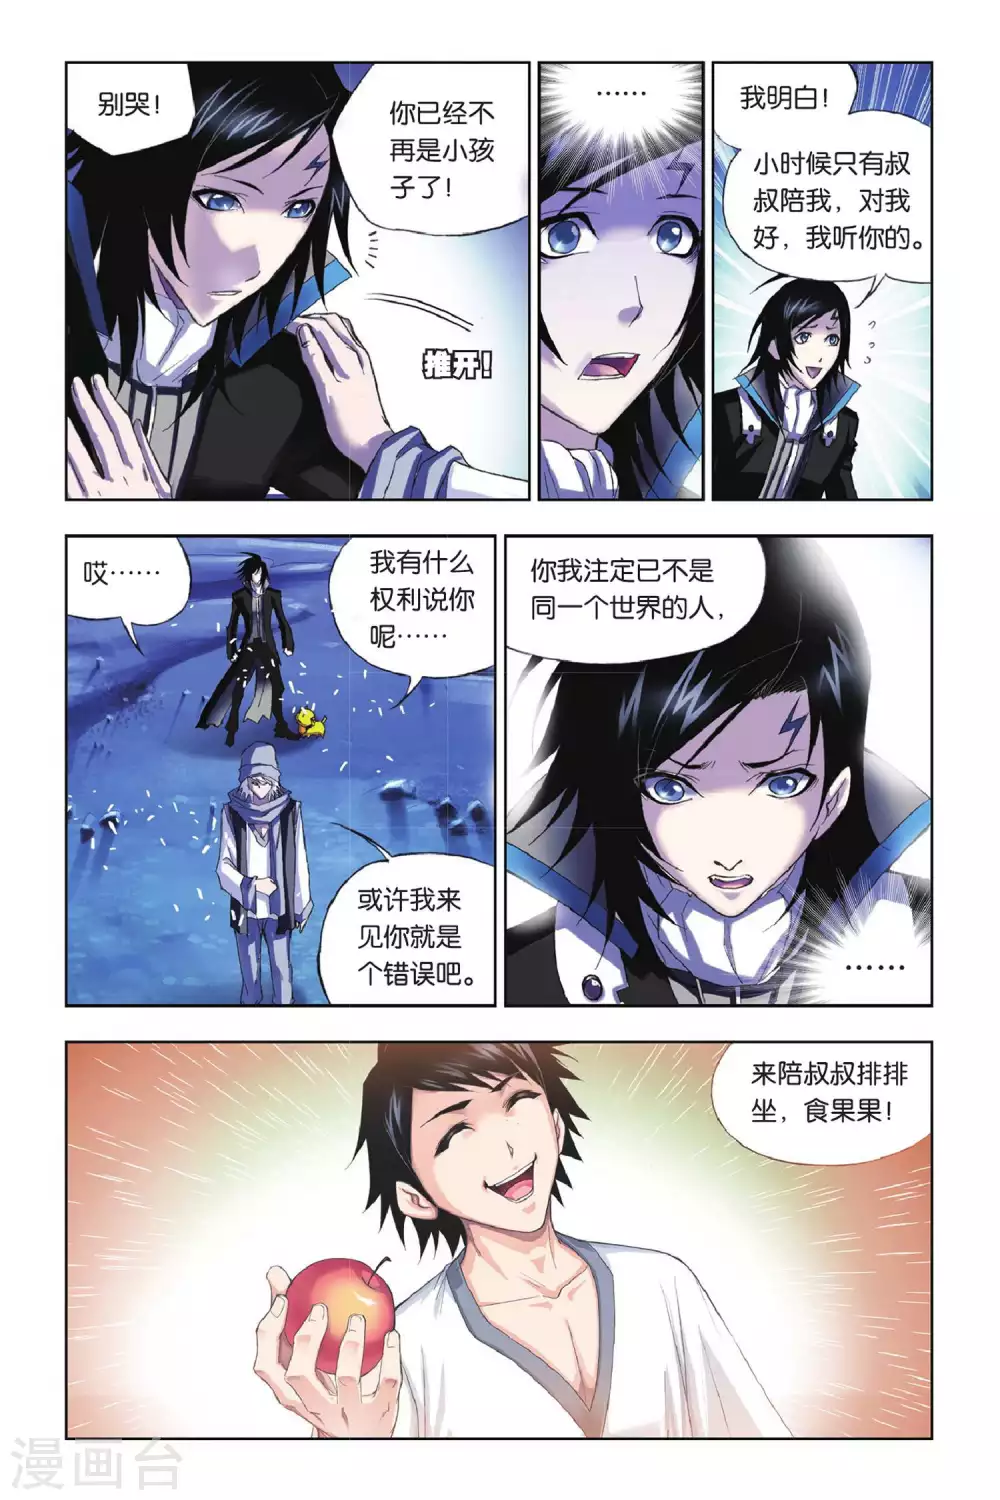 别哭！
你已经不
再是小孩
子了！
推开！
……
我明白！
小时候只有叔
叔陪我，对我
好，我听你的。
哎……
我有什么
权利说你
呢……
或许我来
见你就是
个错误吧。
你我注定已不是
同一个世界的人，
……
来陪叔叔排排
坐，食果果！
漫画台